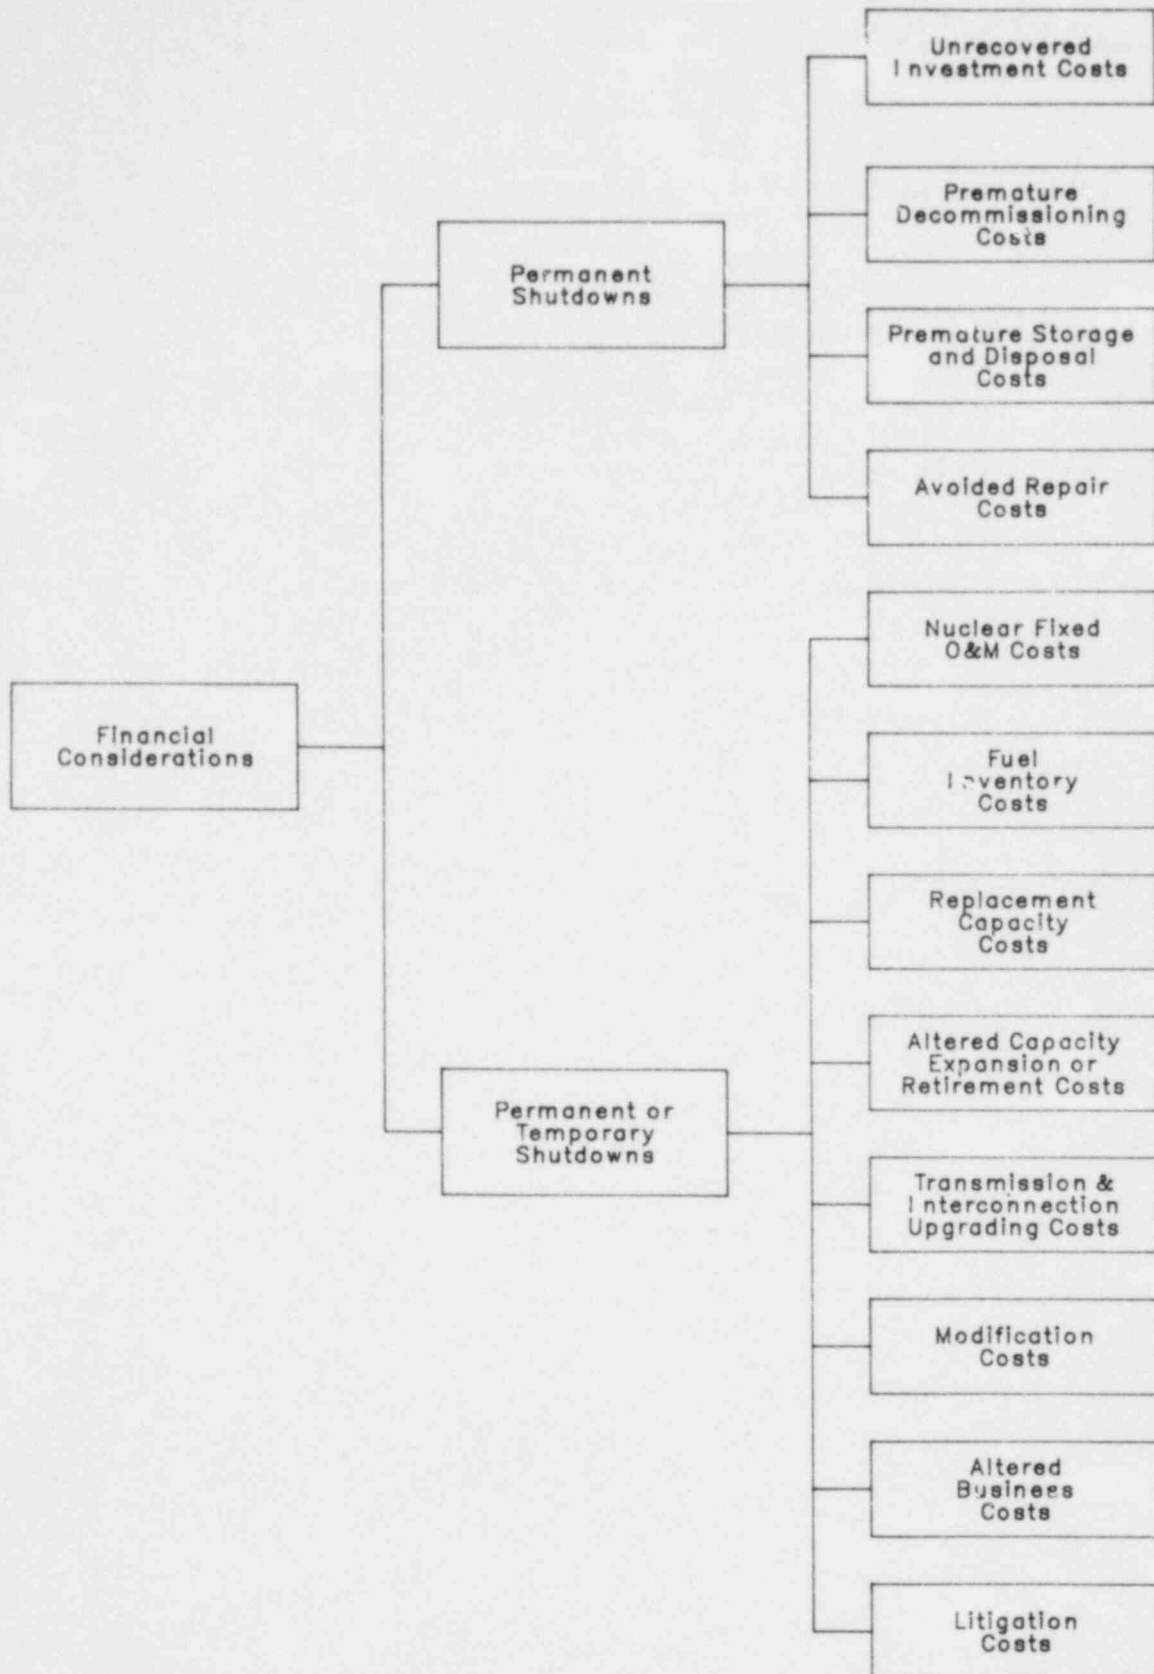 Unrecovered
Investment Costs
Premature
Decommissioning
Costs
Permanent
Shutdowns
Premature Storage
and Disposal
Costs
Avoided Repair
Costs
Nuclear Fixed
O&M Costs
Financial
Considerations
Fuel
Inventory
Costs
Replacement
Capacity
Costs
Altered Capacity
Expansion or
Retirement Costs
Permanent or
Temporary
Shutdowns
Transmission &
Interconnection
Upgrading Costs
Modification
Costs
Altered
Business
Costs
Litigation
Costs